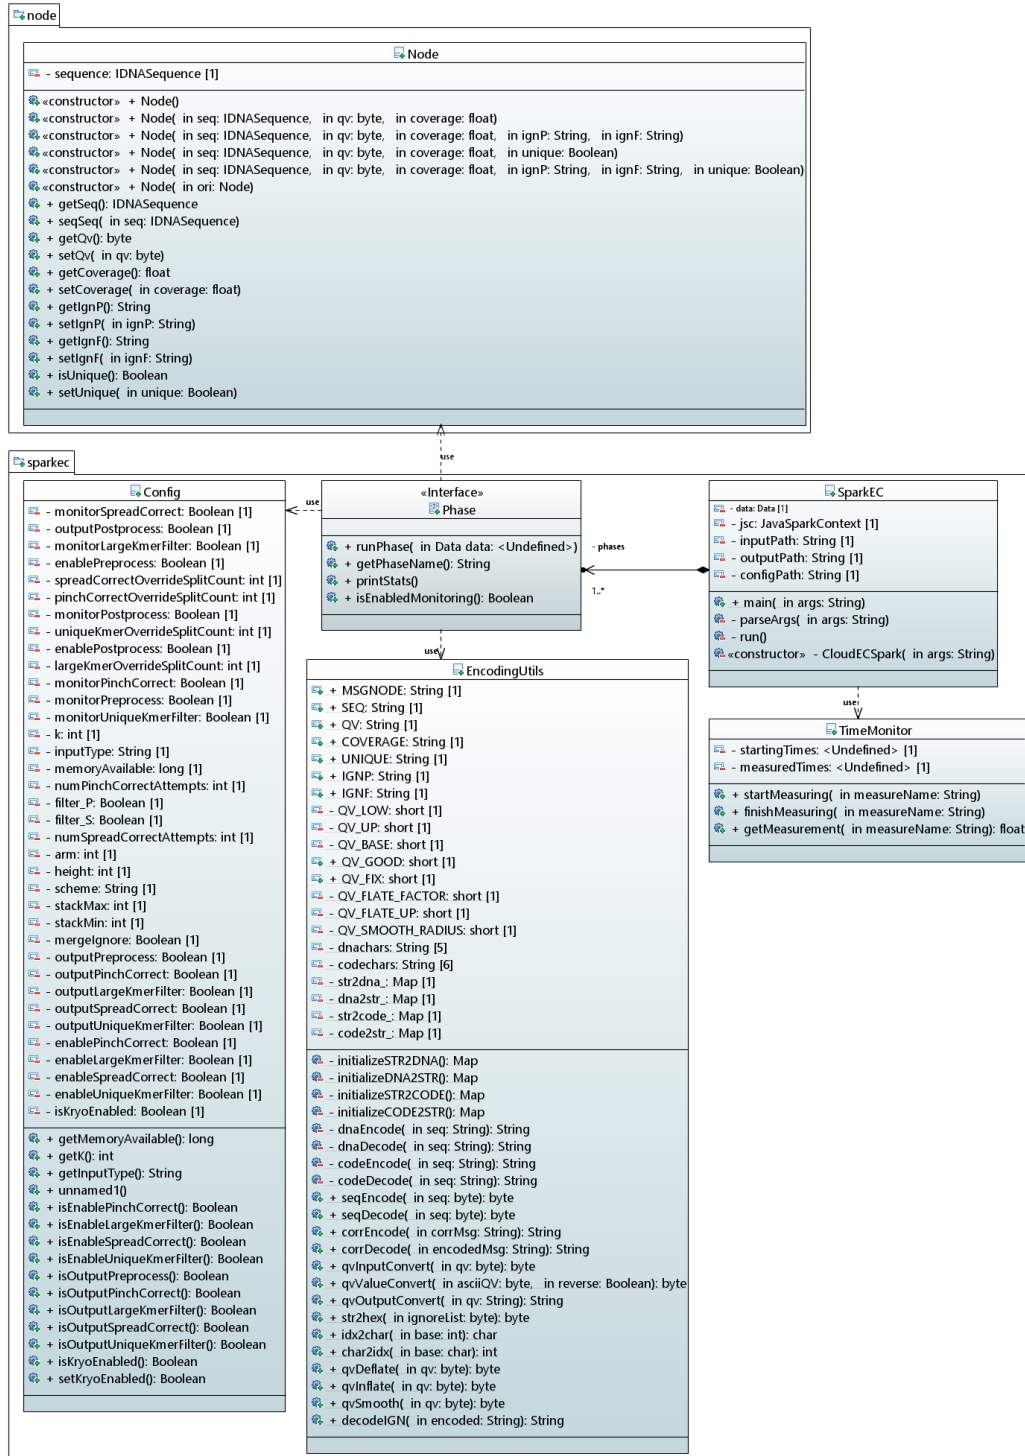 node
Node
- sequence: IDNASequence [1]
«constructor» + Node()
«constructor» + Node( in seq: IDNASequence, in qv: byte, in coverage: float)
«constructor» + Node( in seq: IDNASequence, in qv: byte, in coverage: float, in ignP: String, in ignF: String)
«constructor» + Node( in seq: IDNASequence, in qv: byte, in coverage: float, in unique: Boolean)
«constructor» + Node( in seq: IDNASequence, in qv: byte, in coverage: float, in ignP: String, in ignF: String, in unique: Boolean)
«constructor» + Node( in ori: Node)
+ getSeq(): IDNASequence
+ seqSeq( in seq: IDNASequence)
+ getQv(): byte
+ setQv( in qv: byte)
+ getCoverage(): float
+ setCoverage( in coverage: float)
+ getIgnP(): String
+ setIgnP( in ignP: String)
+ getIgnF(): String
+ setIgnF( in ignF: String)
+ isUnique(): Boolean
+ setUnique( in unique: Boolean)
use
sparkec
Config
- monitorSpreadCorrect: Boolean [1]
- outputPostprocess: Boolean [1]
- monitorLargeKmerFilter: Boolean [1]
- enablePreprocess: Boolean [1]
- spreadCorrectOverrideSplitCount: int [1]
- pinchCorrectOverrideSplitCount: int [1]
- monitorPostprocess: Boolean [1]
- uniqueKmerOverrideSplitCount: int [1]
- enablePostprocess: Boolean [1]
- largeKmerOverrideSplitCount: int [1]
- monitorPinchCorrect: Boolean [1]
- monitorPreprocess: Boolean [1]
- monitorUniqueKmerFilter: Boolean [1]
- k: int [1]
- inputType: String [1]
- memoryAvailable: long [1]
- numPinchCorrectAttempts: int [1]
- filter_P: Boolean [1]
- filter_S: Boolean [1]
- numSpreadCorrectAttempts: int [1]
- arm: int [1]
- height: int [1]
- scheme: String [1]
- stackMax: int [1]
- stackMin: int [1]
- mergeIgnore: Boolean [1]
- outputPreprocess: Boolean [1]
- outputPinchCorrect: Boolean [1]
- outputLargeKmerFilter: Boolean [1]
- outputSpreadCorrect: Boolean [1]
- outputUniqueKmerFilter: Boolean [1]
- enablePinchCorrect: Boolean [1]
- enableLargeKmerFilter: Boolean [1]
- enableSpreadCorrect: Boolean [1]
- enableUniqueKmerFilter: Boolean [1]
- isKryoEnabled: Boolean [1]
+ getMemoryAvailable(): long
+ getK(): int
+ getInputType(): String
+ unnamed1()
+ isEnablePinchCorrect(): Boolean
+ isEnableLargeKmerFilter(): Boolean
+ isEnableSpreadCorrect(): Boolean
+ isEnableUniqueKmerFilter(): Boolean
+ isOutputPreprocess(): Boolean
+ isOutputPinchCorrect(): Boolean
+ isOutputLargeKmerFilter(): Boolean
+ isOutputSpreadCorrect(): Boolean
+ isOutputUniqueKmerFilter(): Boolean
+ isKryoEnabled(): Boolean
+ setKryoEnabled(): Boolean
use
«Interface»
Phase
+ runPhase( in Data data: <Undefined>)
+ getPhaseName(): String
+ printStats()
+ isEnabledMonitoring(): Boolean
- phases
1..*
use
SparkEC
- data: Data [1]
- jsc: JavaSparkContext [1]
- inputPath: String [1]
- outputPath: String [1]
- configPath: String [1]
+ main( in args: String)
- parseArgs( in args: String)
- run()
«constructor» - CloudECSpark( in args: String)
use
TimeMonitor
- startingTimes: <Undefined> [1]
- measuredTimes: <Undefined> [1]
+ startMeasuring( in measureName: String)
+ finishMeasuring( in measureName: String)
+ getMeasurement( in measureName: String): float
EncodingUtils
+ MSGNODE: String [1]
+ SEQ: String [1]
+ QV: String [1]
+ COVERAGE: String [1]
+ UNIQUE: String [1]
+ IGNP: String [1]
+ IGNF: String [1]
- QV_LOW: short [1]
- QV_UP: short [1]
- QV_BASE: short [1]
+ QV_GOOD: short [1]
+ QV_FIX: short [1]
- QV_FLATE_FACTOR: short [1]
- QV_FLATE_UP: short [1]
- QV_SMOOTH_RADIUS: short [1]
- dnachars: String [5]
- codechars: String [6]
- str2dna_: Map [1]
- dna2str_: Map [1]
- str2code_: Map [1]
- code2str_: Map [1]
- initializeSTR2DNA(): Map
- initializeDNA2STR(): Map
- initializeSTR2CODE(): Map
- initializeCODE2STR(): Map
- dnaEncode( in seq: String): String
- dnaDecode( in seq: String): String
- codeEncode( in seq: String): String
- codeDecode( in seq: String): String
+ seqEncode( in seq: byte): byte
+ seqDecode( in seq: byte): byte
+ corrEncode( in corrMsg: String): String
+ corrDecode( in encodedMsg: String): String
+ qvInputConvert( in qv: byte): byte
+ qvValueConvert( in asciiQV: byte, in reverse: Boolean): byte
+ qvOutputConvert( in qv: String): String
+ str2hex( in ignoreList: byte): byte
+ idx2char( in base: int): char
+ char2idx( in base: char): int
+ qvDeflate( in qv: byte): byte
+ qvInflate( in qv: byte): byte
+ qvSmooth( in qv: byte): byte
+ decodeIGN( in encoded: String): String